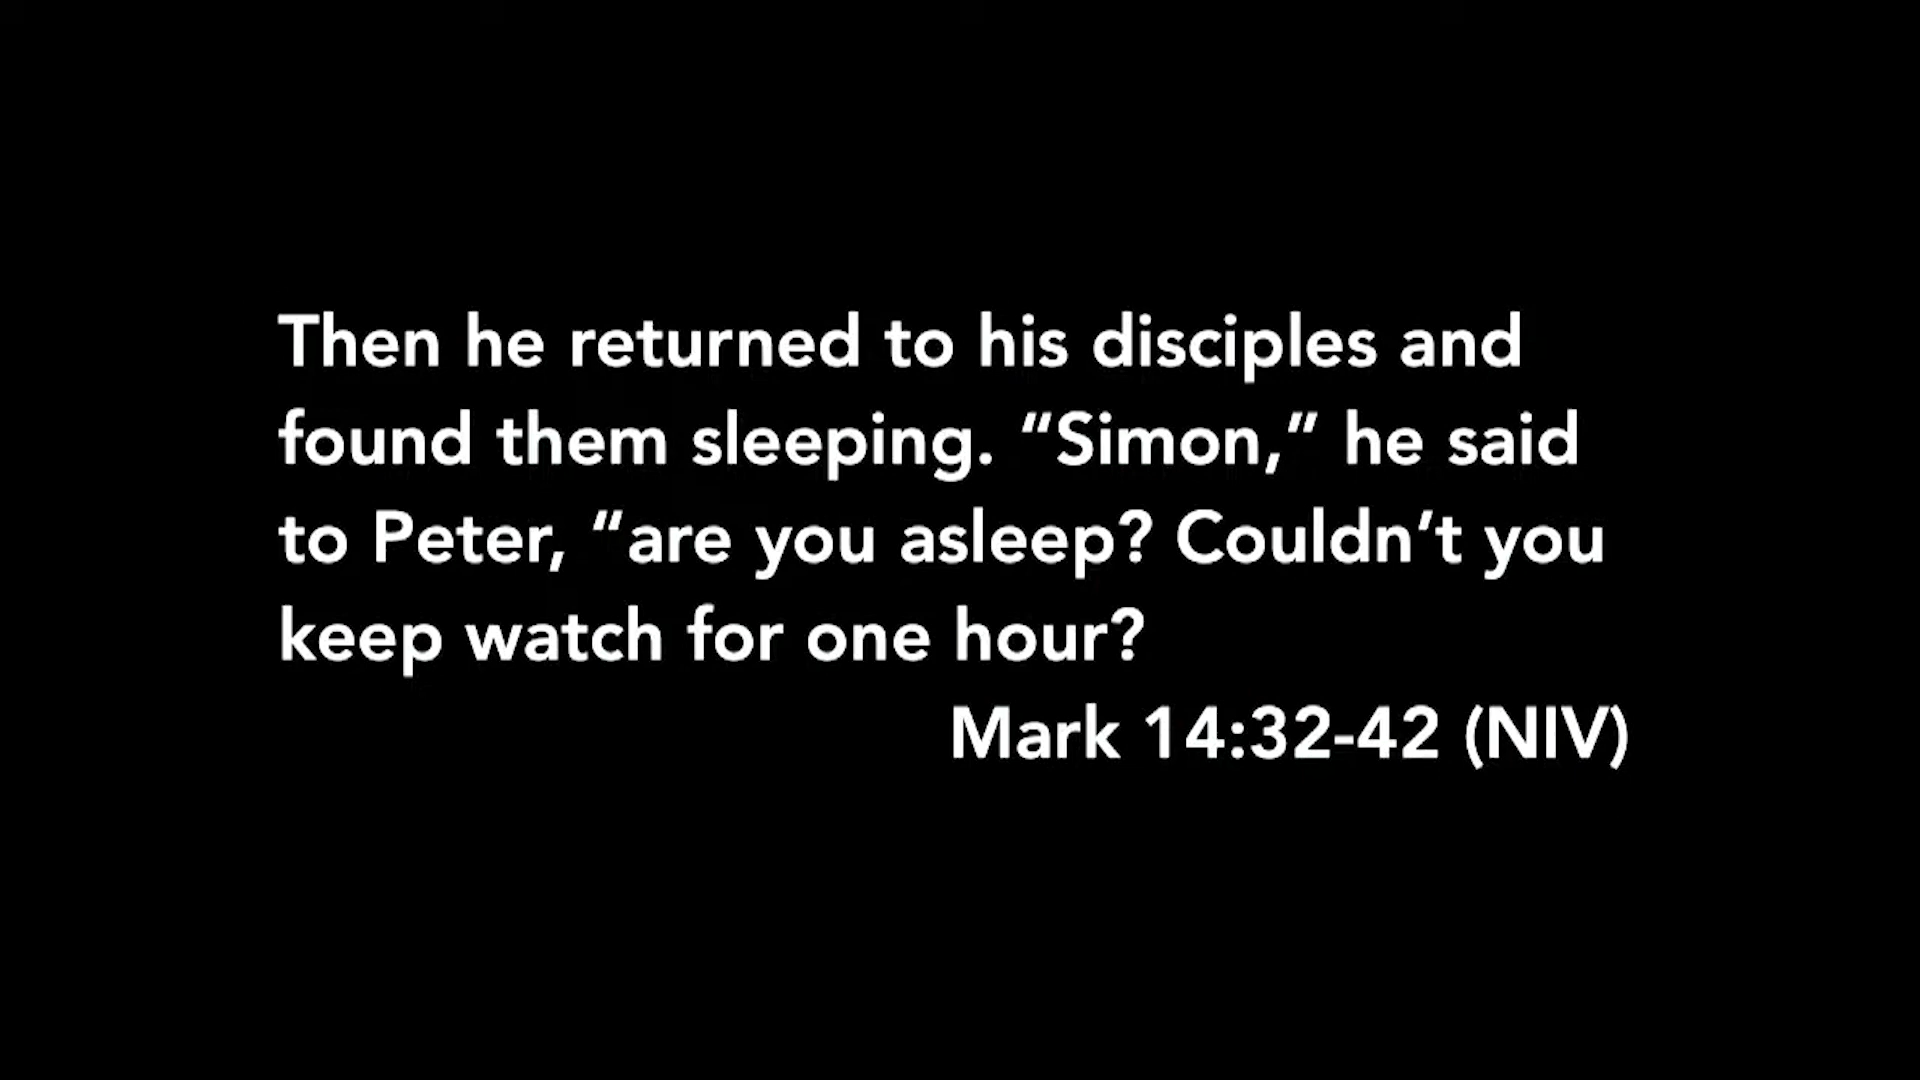 Then he returned to his disciples and
found them sleeping. “Simon,” he said
to Peter, “are you asleep? Couldn’t you
keep watch for one hour?
Mark 14:32-42 (NIV)